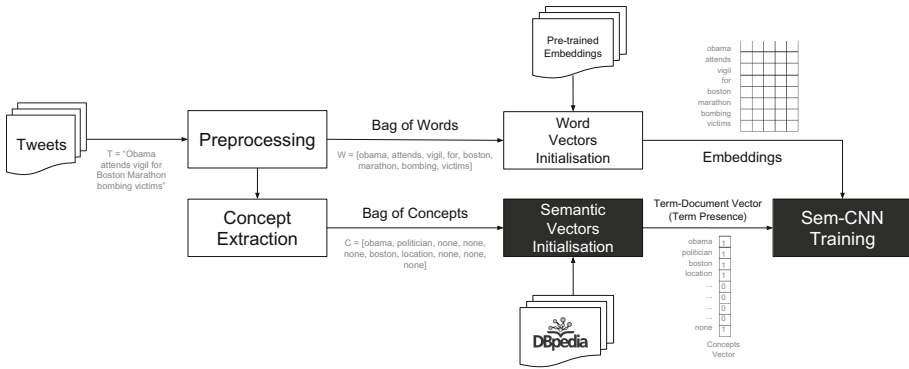 Pre-trained
Embeddings
obama
attends
vigil
for
boston
marathon
bombing
victims
Tweets
Preprocessing
Bag of Words
Word
Vectors
Initialisation
T = "Obama
attends vigil for
Boston Marathon
bombing victims"
W = [obama, attends, vigil, for, boston,
marathon, bombing, victims]
Embeddings
Concept
Extraction
Bag of Concepts
Semantic
Vectors
Initialisation
Term-Document Vector
(Term Presence)
Sem-CNN
Training
C = [obama, politician, none, none,
none, boston, location, none, none,
none]
obama 1
politician 1
boston 1
location 1
... 0
... 0
... 0
... 0
none 1
Concepts
Vector
DBpedia